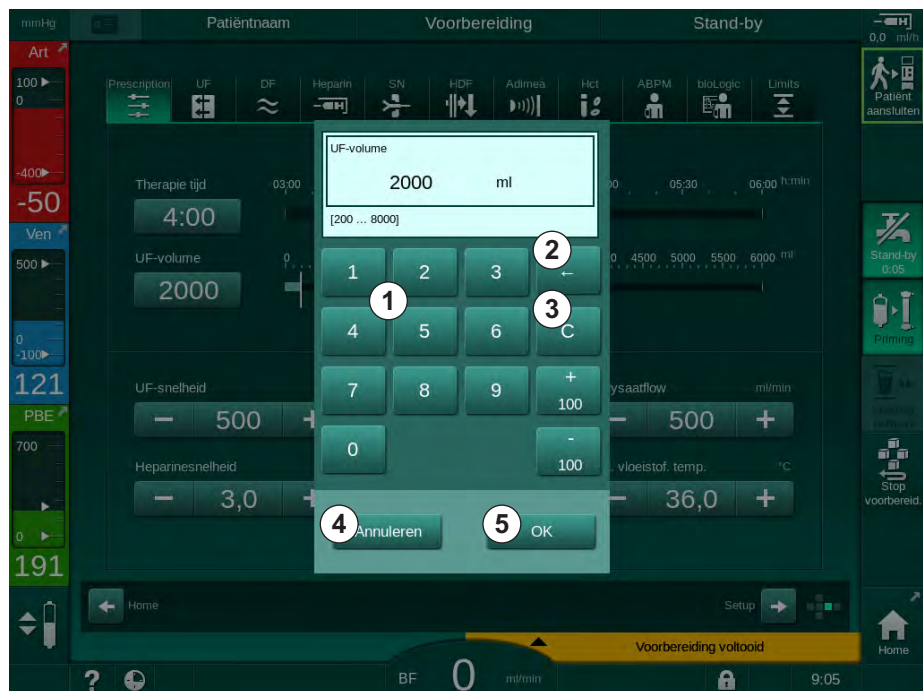 mmHg Patiëntnaam Voorbereiding Stand-by
0,0 ml/h
Art
100
0
-400
-50
Ven
500
0
-100
121
PBE
700
0
191
Prescription UF DF Heparin SN HDF Adimea Hct ABPM bioLogic Limits
Therapie tijd 03:00 05:30 06:00 h:min
4:00
UF-volume 0 4500 5000 5500 6000 ml
2000
UF-snelheid ml/min
− 500 + − 500 +
Heparinesnelheid vloeistof. temp. °C
− 3,0 + − 36,0 +
UF-volume
2000 ml
[200 ... 8000]
1 2 3 ←
4 5 6 C
7 8 9 + 100
0 - 100
1
2
3
4
5
Annuleren OK
Patiënt
aansluiten
Stand-by
0:05
Priming
Stop
voorbereid.
Home
Home Setup
Voorbereiding voltooid
? BF 0 ml/min 9:05